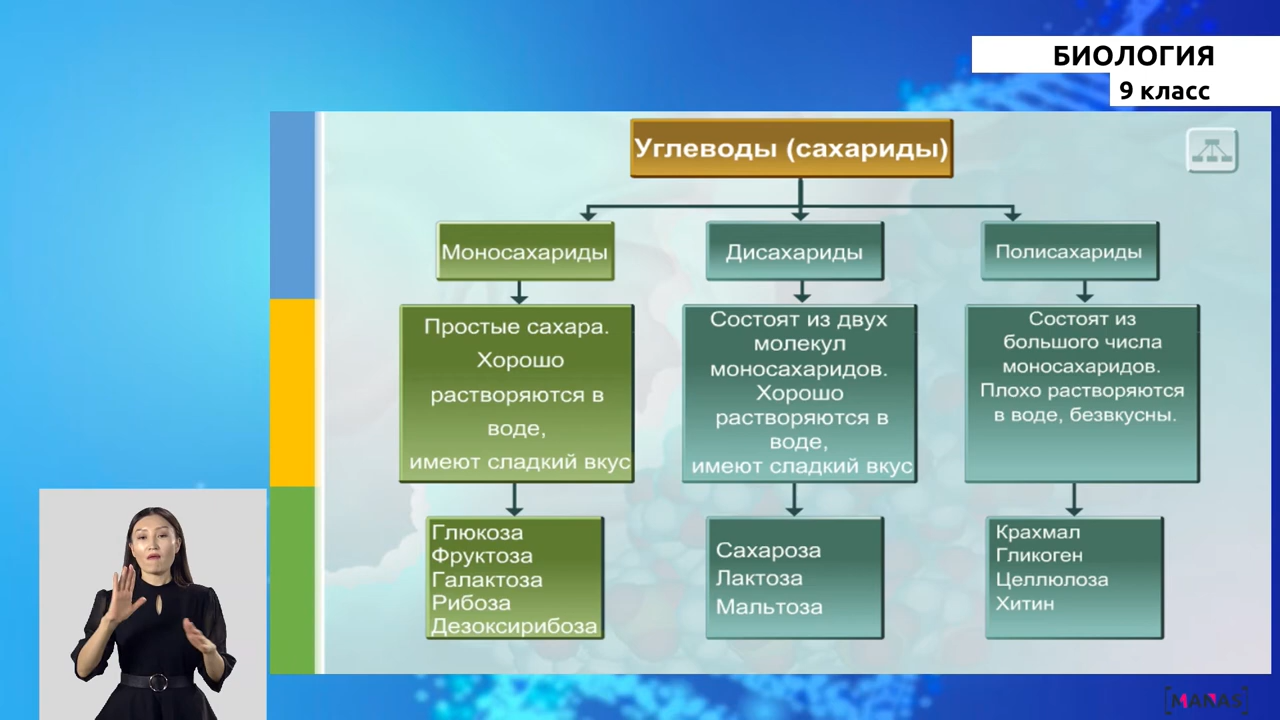 БИОЛОГИЯ
9 класс
Углеводы (сахариды)
Моносахариды
Дисахариды
Полисахариды
Простые сахара.
Хорошо
растворяются в
воде,
имеют сладкий вкус
Состоят из двух
молекул
моносахаридов.
Хорошо
растворяются в
воде,
имеют сладкий вкус
Состоят из
большого числа
моносахаридов.
Плохо растворяются
в воде, безвкусны.
Глюкоза
Фруктоза
Галактоза
Рибоза
Дезоксирибоза
Сахароза
Лактоза
Мальтоза
Крахмал
Гликоген
Целлюлоза
Хитин
MANAS